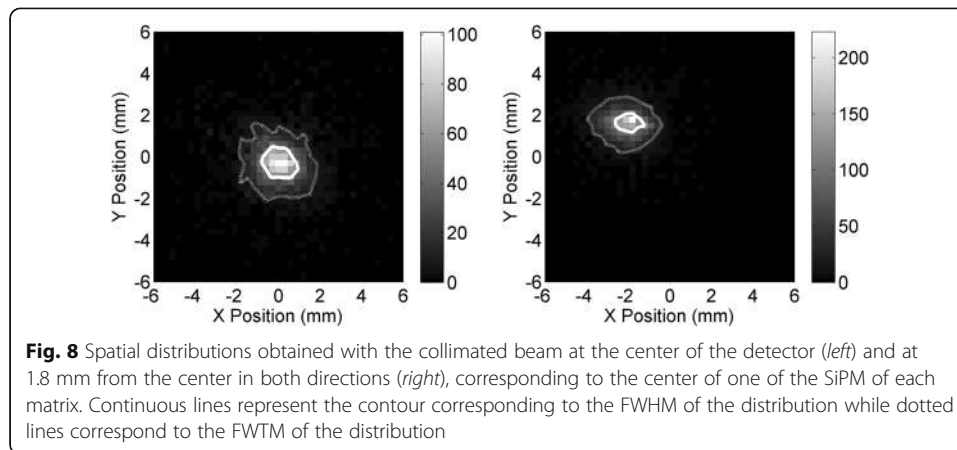 6
4
2
0
-2
-4
-6
Y Position (mm)
-6 -4 -2 0 2 4 6
X Position (mm)
100
80
60
40
20
0
6
4
2
0
-2
-4
-6
Y Position (mm)
-6 -4 -2 0 2 4 6
X Position (mm)
200
150
100
50
0
Fig. 8 Spatial distributions obtained with the collimated beam at the center of the detector (left) and at
1.8 mm from the center in both directions (right), corresponding to the center of one of the SiPM of each
matrix. Continuous lines represent the contour corresponding to the FWHM of the distribution while dotted
lines correspond to the FWTM of the distribution